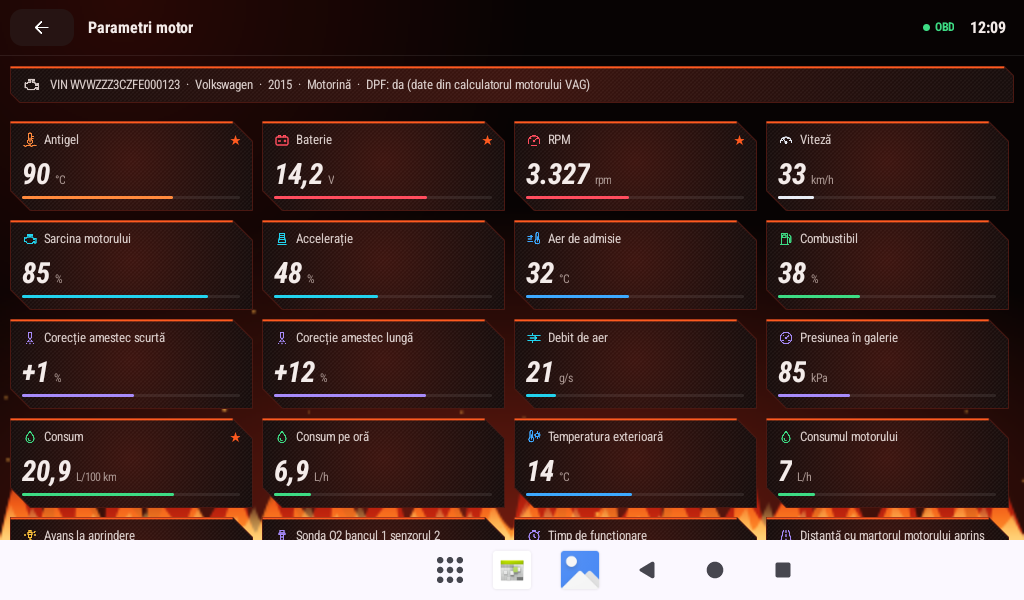 Parametri motor
OBD 12:09
VIN WVWZZZ3CZFE000123 · Volkswagen · 2015 · Motorină · DPF: da (date din calculatorul motorului VAG)
Antigel
90 °C
Baterie
14,2 V
RPM
3.327 rpm
Viteză
33 km/h
Sarcina motorului
85 %
Accelerație
48 %
Aer de admisie
32 °C
Combustibil
38 %
Corecție amestec scurtă
+1 %
Corecție amestec lungă
+12 %
Debit de aer
21 g/s
Presiunea în galerie
85 kPa
Consum
20,9 L/100 km
Consum pe oră
6,9 L/h
Temperatura exterioară
14 °C
Consumul motorului
7 L/h
Avans la aprindere
Sonda O2 bancul 1 senzorul 2
Timp de funcționare
Distanță cu martorul motorului aprins